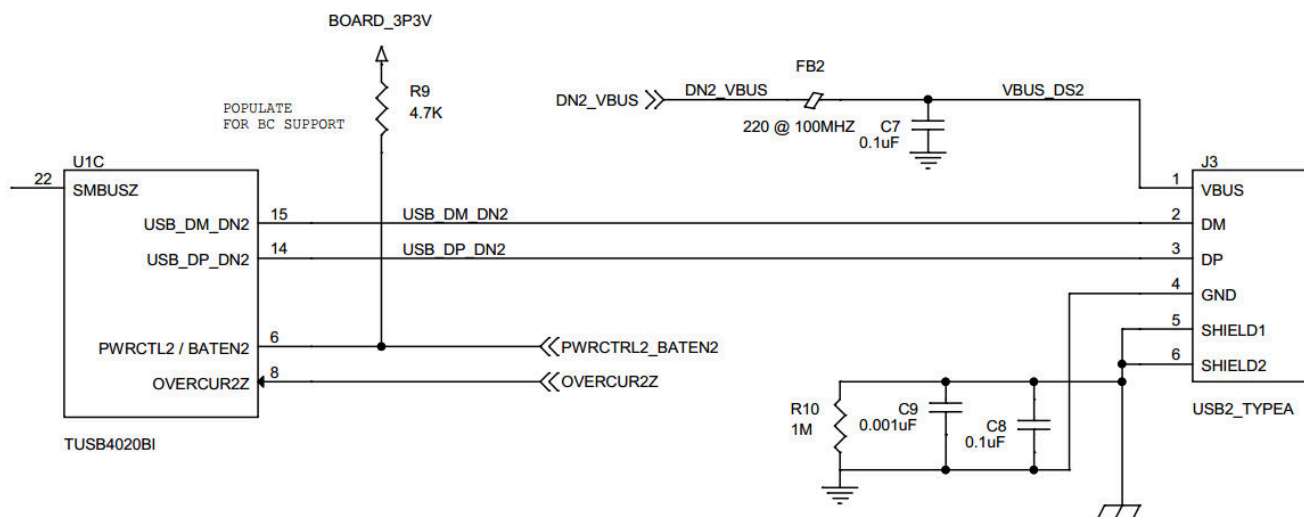 BOARD_3P3V
R9
4.7K
POPULATE
FOR BC SUPPORT
FB2
DN2_VBUS
DN2_VBUS
VBUS_DS2
220 @ 100MHZ
C7
0.1uF
U1C
22
SMBUSZ
USB_DM_DN2
15
USB_DM_DN2
USB_DP_DN2
14
USB_DP_DN2
PWRCTL2 / BATEN2
6
PWRCTRL2_BATEN2
OVERCUR2Z
8
OVERCUR2Z
TUSB4020BI
J3
1
VBUS
2
DM
3
DP
4
GND
5
SHIELD1
6
SHIELD2
USB2_TYPEA
R10
1M
C9
0.001uF
C8
0.1uF